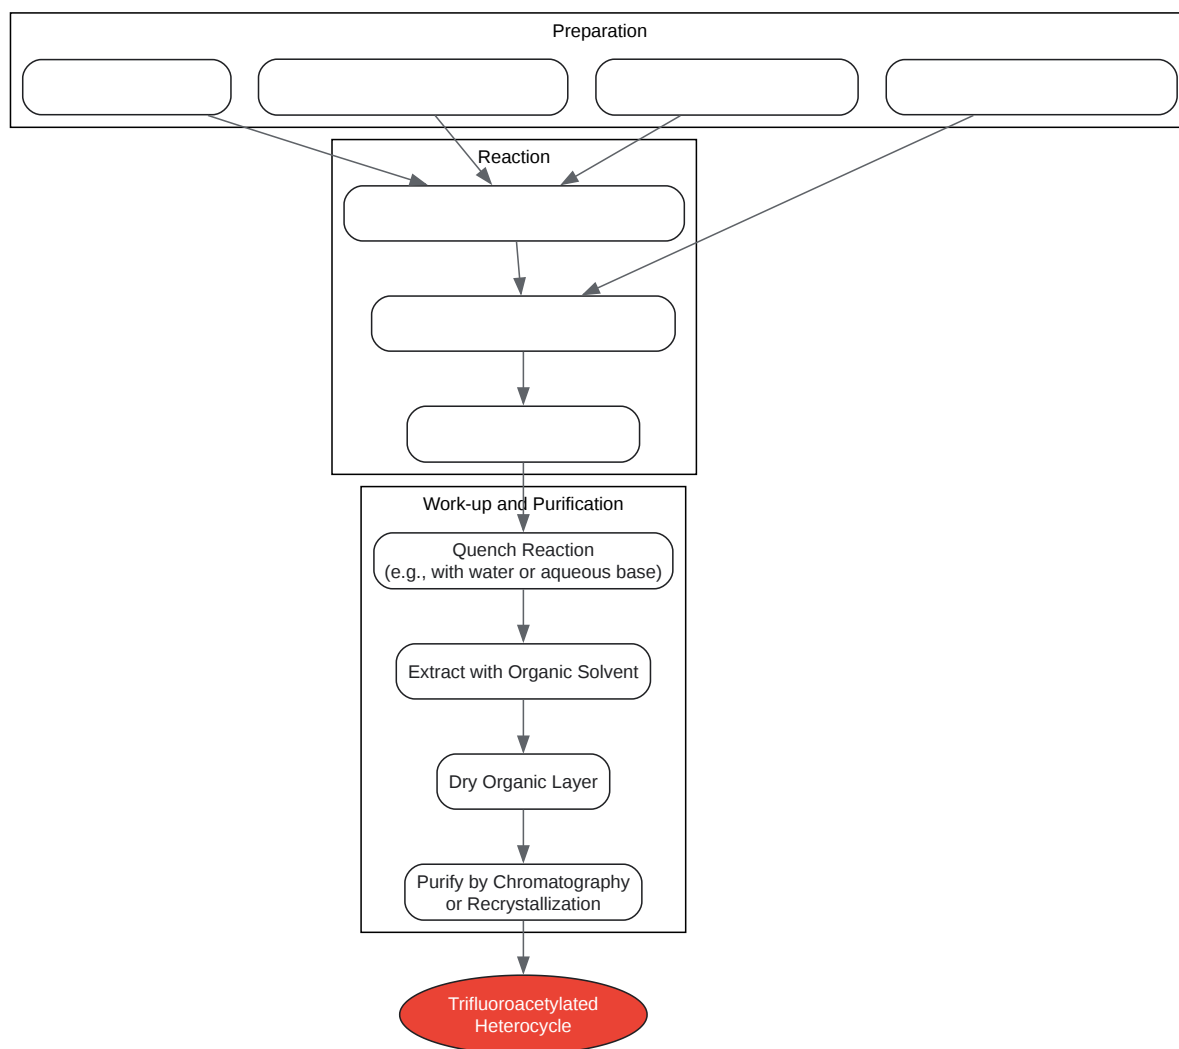 Preparation
Reaction
Work-up and Purification
Quench Reaction
(e.g., with water or aqueous base)
Extract with Organic Solvent
Dry Organic Layer
Purify by Chromatography
or Recrystallization
Trifluoroacetylated
Heterocycle